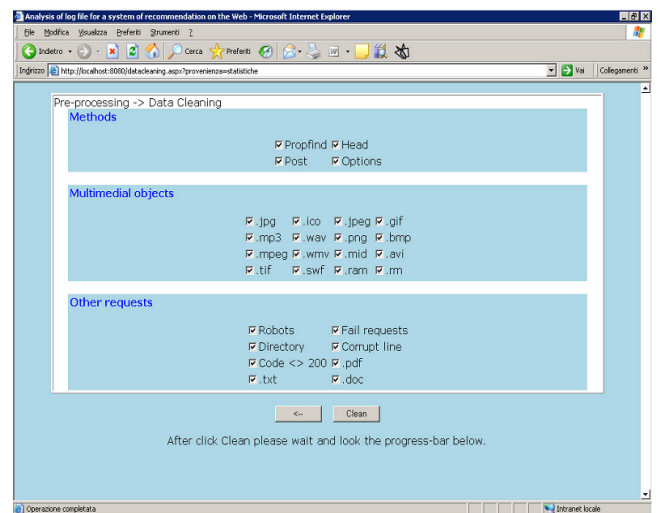 Analysis of log file for a system of recommendation on the Web - Microsoft Internet Explorer
File Modifica Visualizza Preferiti Strumenti ?
Indietro Cerca Preferiti
Indirizzo http://localhost:8080/datacleaning.aspx?provenienza=statistiche Vai Collegamenti »
Pre-processing -> Data Cleaning
Methods
Propfind Head
Post Options
Multimedial objects
.jpg .ico .jpeg .gif
.mp3 .wav .png .bmp
.mpeg .wmv .mid .avi
.tif .swf .ram .rm
Other requests
Robots Fail requests
Directory Corrupt line
Code <> 200 .pdf
.txt .doc
<-- Clean
After click Clean please wait and look the progress-bar below.
Operazione completata Intranet locale